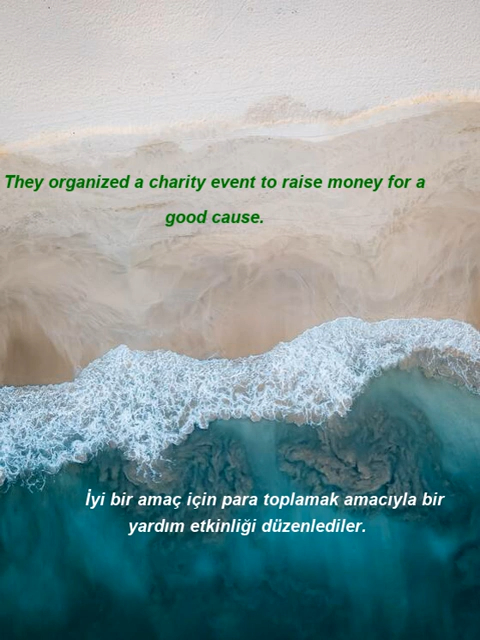 They organized a charity event to raise money for a
good cause.
İyi bir amaç için para toplamak amacıyla bir
yardım etkinliği düzenlediler.